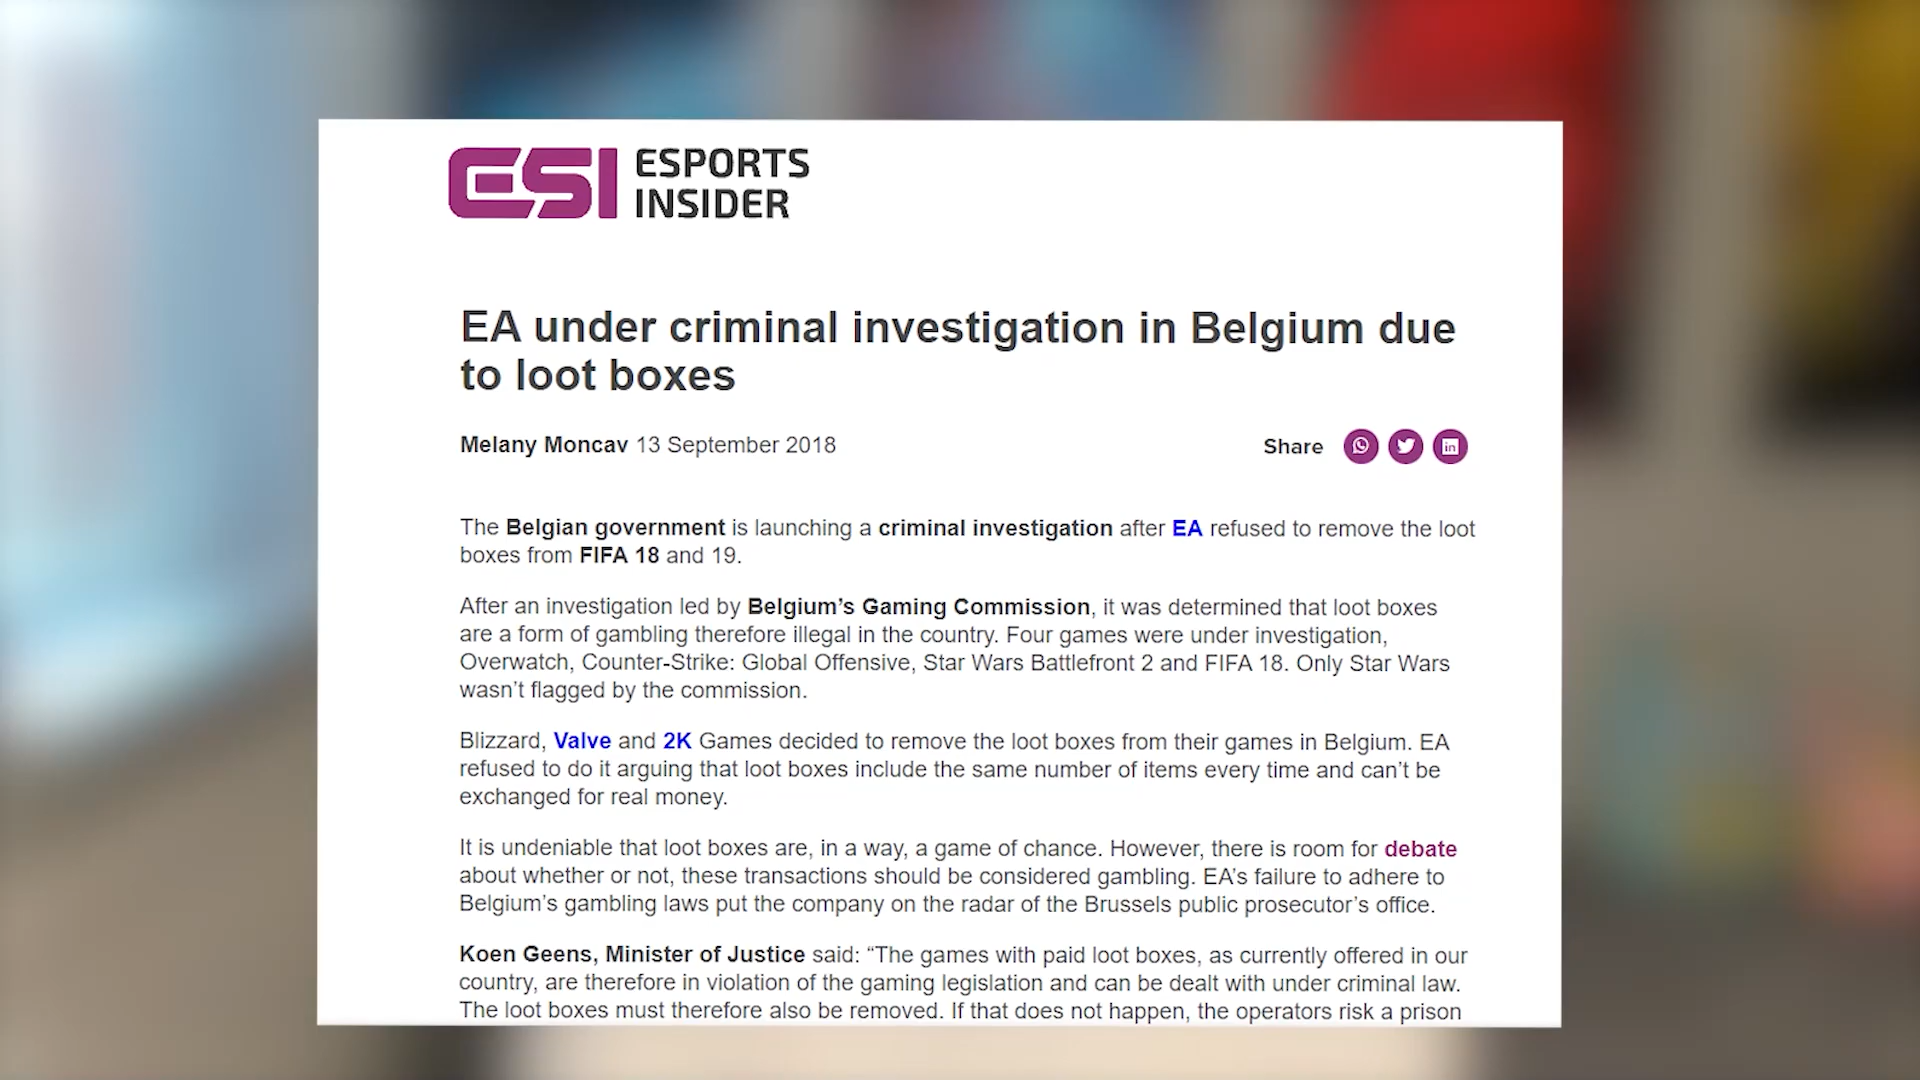 ESI ESPORTS
INSIDER
EA under criminal investigation in Belgium due
to loot boxes
Melany Moncav 13 September 2018
Share
The Belgian government is launching a criminal investigation after EA refused to remove the loot
boxes from FIFA 18 and 19.
After an investigation led by Belgium’s Gaming Commission, it was determined that loot boxes
are a form of gambling therefore illegal in the country. Four games were under investigation,
Overwatch, Counter-Strike: Global Offensive, Star Wars Battlefront 2 and FIFA 18. Only Star Wars
wasn’t flagged by the commission.
Blizzard, Valve and 2K Games decided to remove the loot boxes from their games in Belgium. EA
refused to do it arguing that loot boxes include the same number of items every time and can’t be
exchanged for real money.
It is undeniable that loot boxes are, in a way, a game of chance. However, there is room for debate
about whether or not, these transactions should be considered gambling. EA’s failure to adhere to
Belgium’s gambling laws put the company on the radar of the Brussels public prosecutor’s office.
Koen Geens, Minister of Justice said: “The games with paid loot boxes, as currently offered in our
country, are therefore in violation of the gaming legislation and can be dealt with under criminal law.
The loot boxes must therefore also be removed. If that does not happen, the operators risk a prison